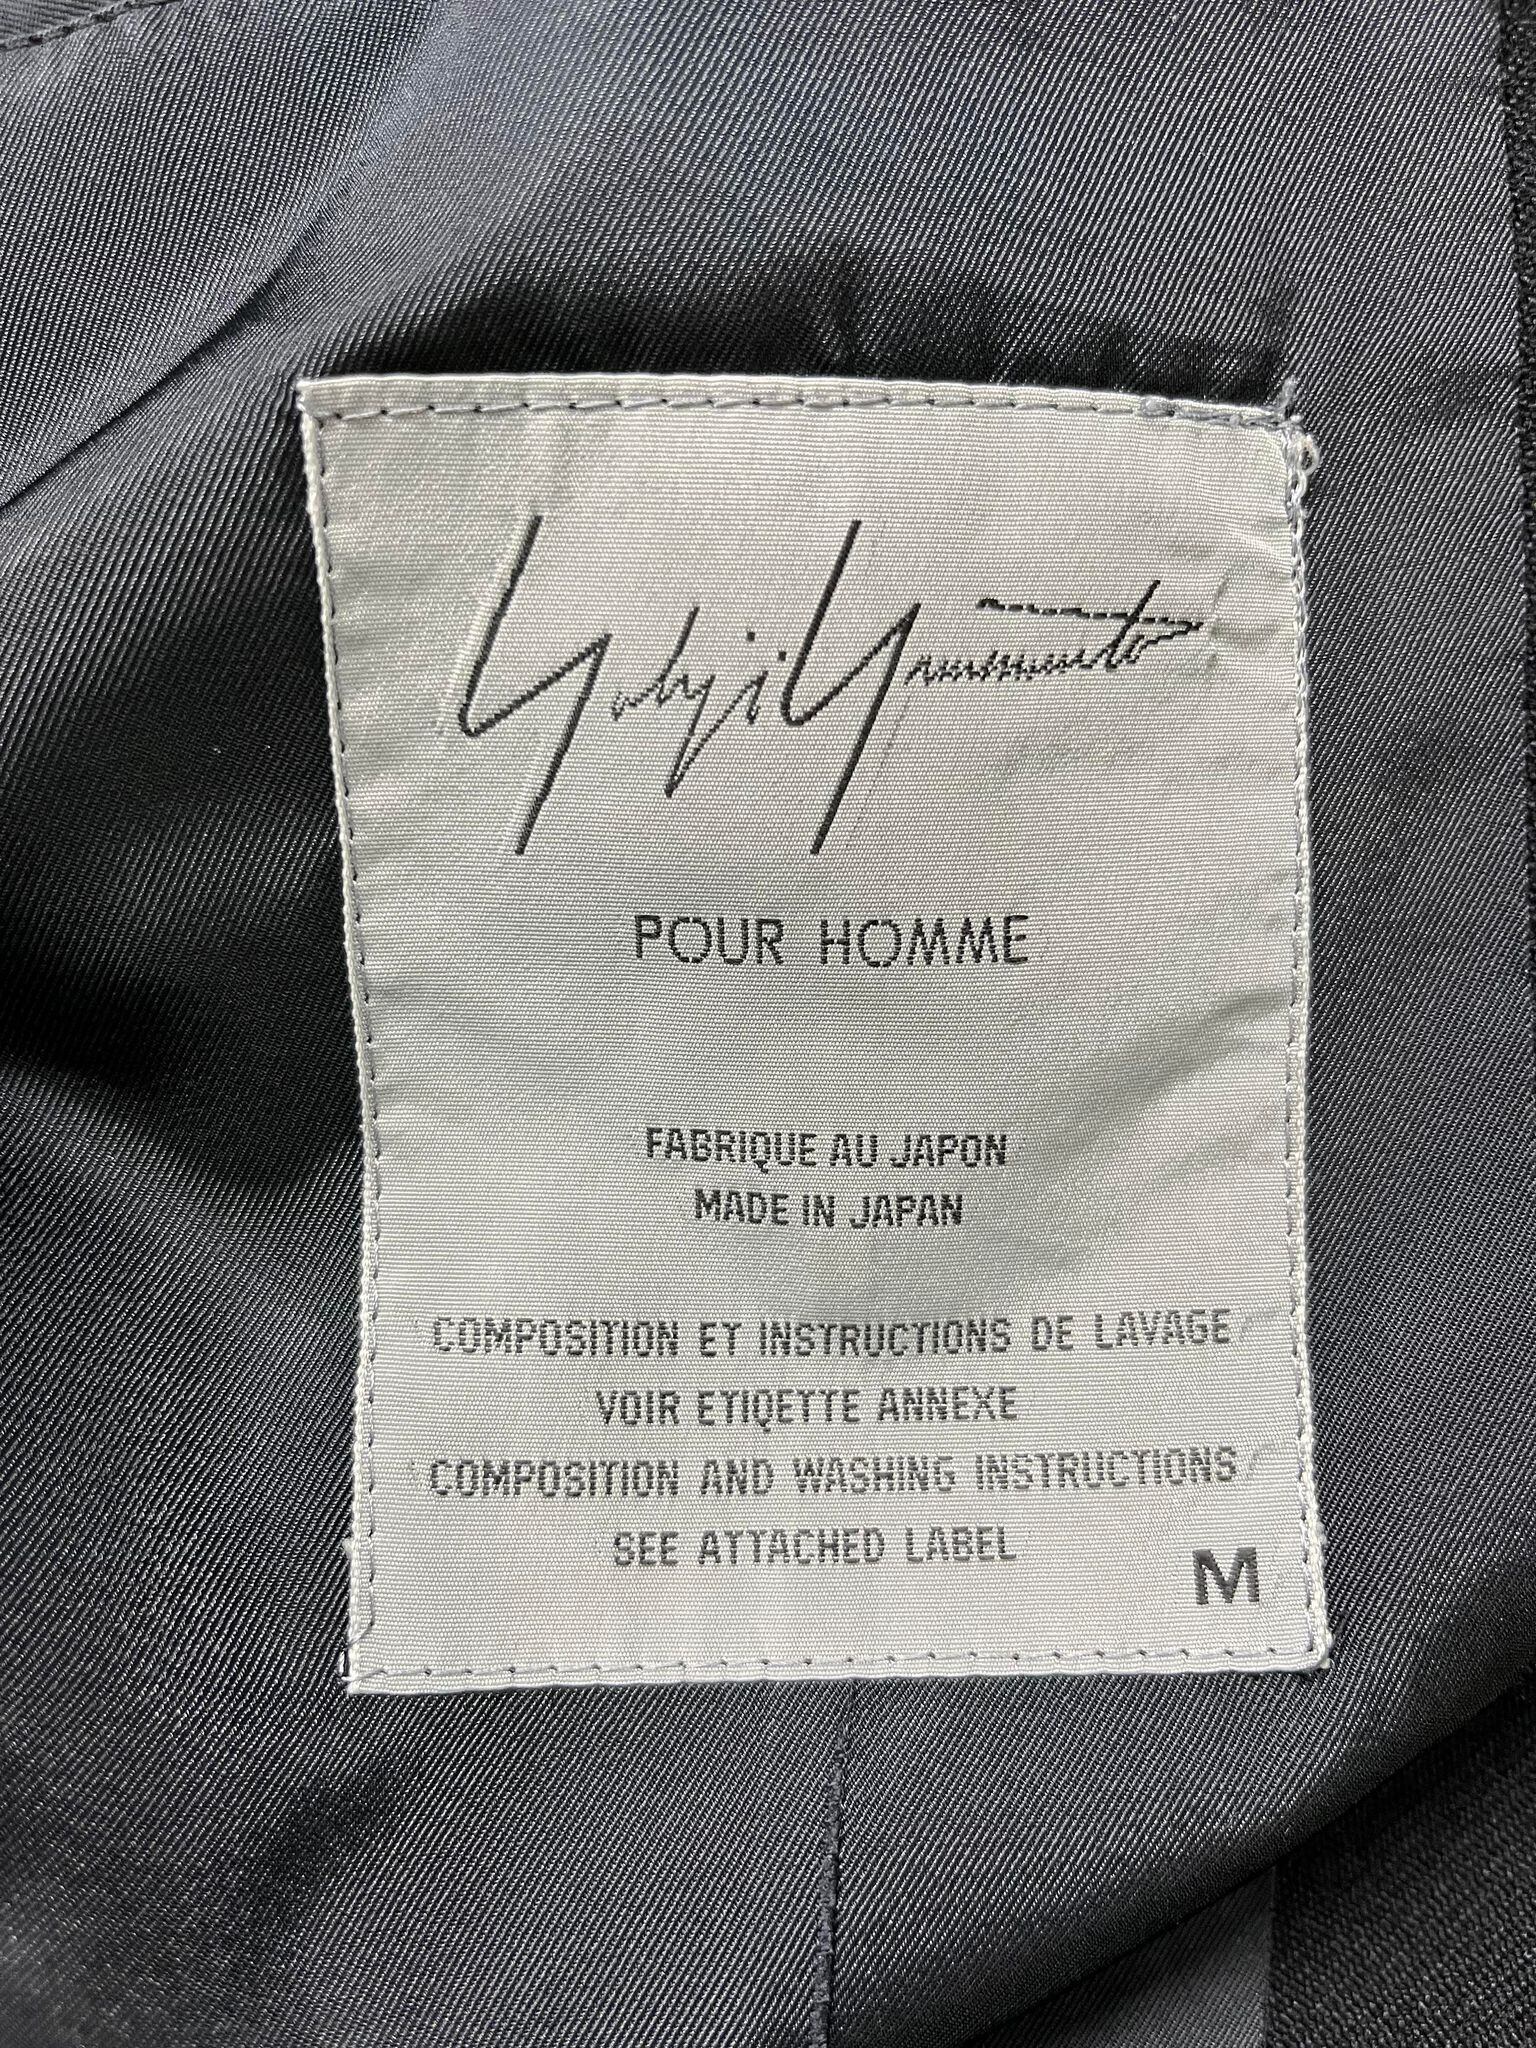 Yohji Yamamoto
POUR HOMME
FABRIQUE AU JAPON
MADE IN JAPAN
COMPOSITION ET INSTRUCTIONS DE LAVAGE
VOIR ETIQETTE ANNEXE
COMPOSITION AND WASHING INSTRUCTIONS
SEE ATTACHED LABEL
M